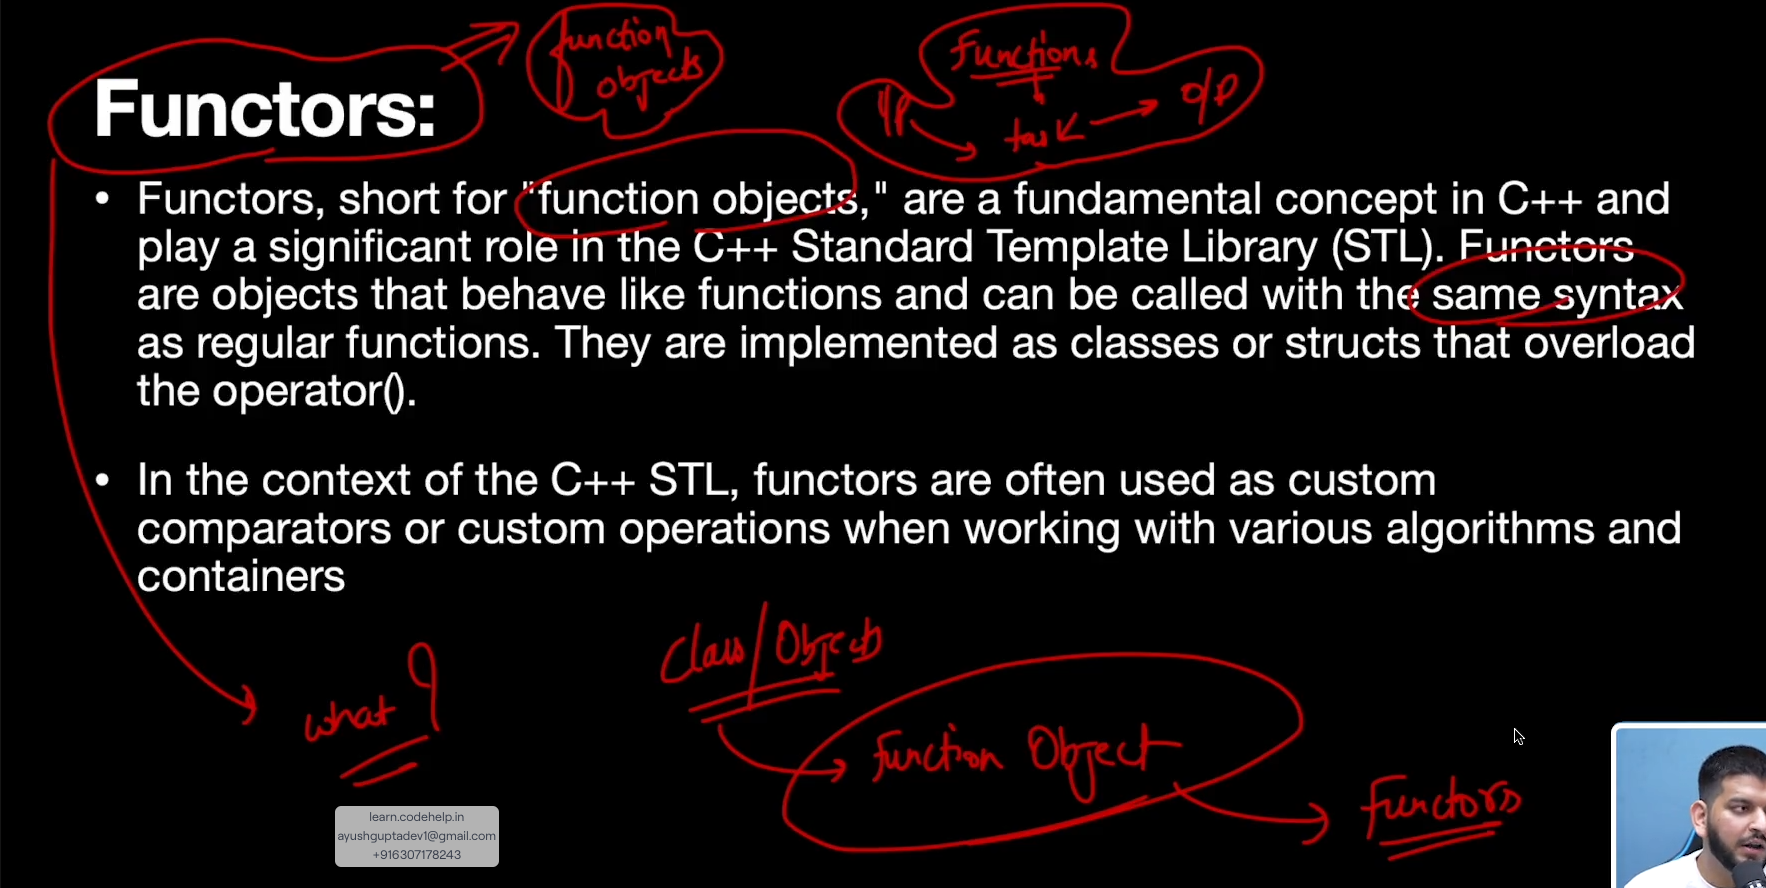 function
objects
Functions
I/P
task
O/P
Functors:
• Functors, short for "function objects," are a fundamental concept in C++ and
play a significant role in the C++ Standard Template Library (STL). Functors
are objects that behave like functions and can be called with the same syntax
as regular functions. They are implemented as classes or structs that overload
the operator().
• In the context of the C++ STL, functors are often used as custom
comparators or custom operations when working with various algorithms and
containers
Class/Objects
what ?
Function Object
Functors
learn.codehelp.in
ayushguptadev1@gmail.com
+916307178243